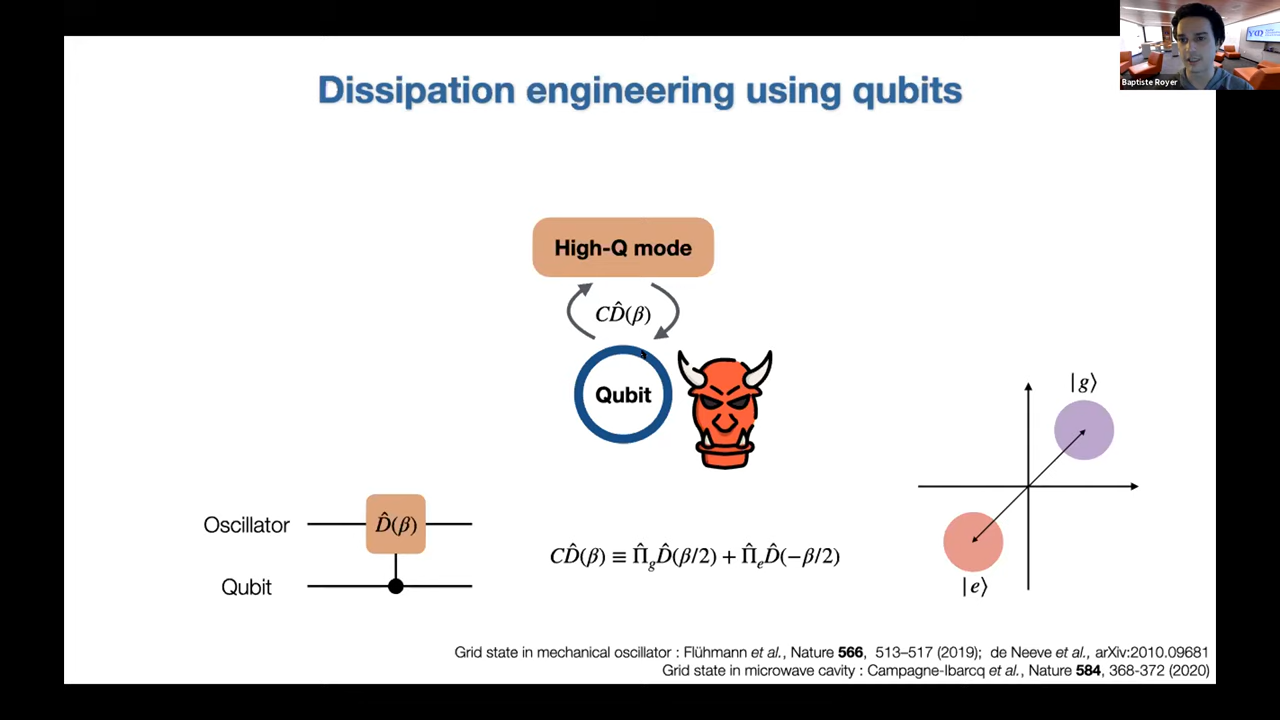 Dissipation engineering using qubits
Baptiste Royer
High-Q mode
CD̂(β)
Qubit
|g⟩
|e⟩
Oscillator
D̂(β)
Qubit
CD̂(β) ≡ Π̂_g D̂(β/2) + Π̂_e D̂(−β/2)
Grid state in mechanical oscillator : Flühmann et al., Nature 566, 513–517 (2019); de Neeve et al., arXiv:2010.09681
Grid state in microwave cavity : Campagne-Ibarcq et al., Nature 584, 368-372 (2020)